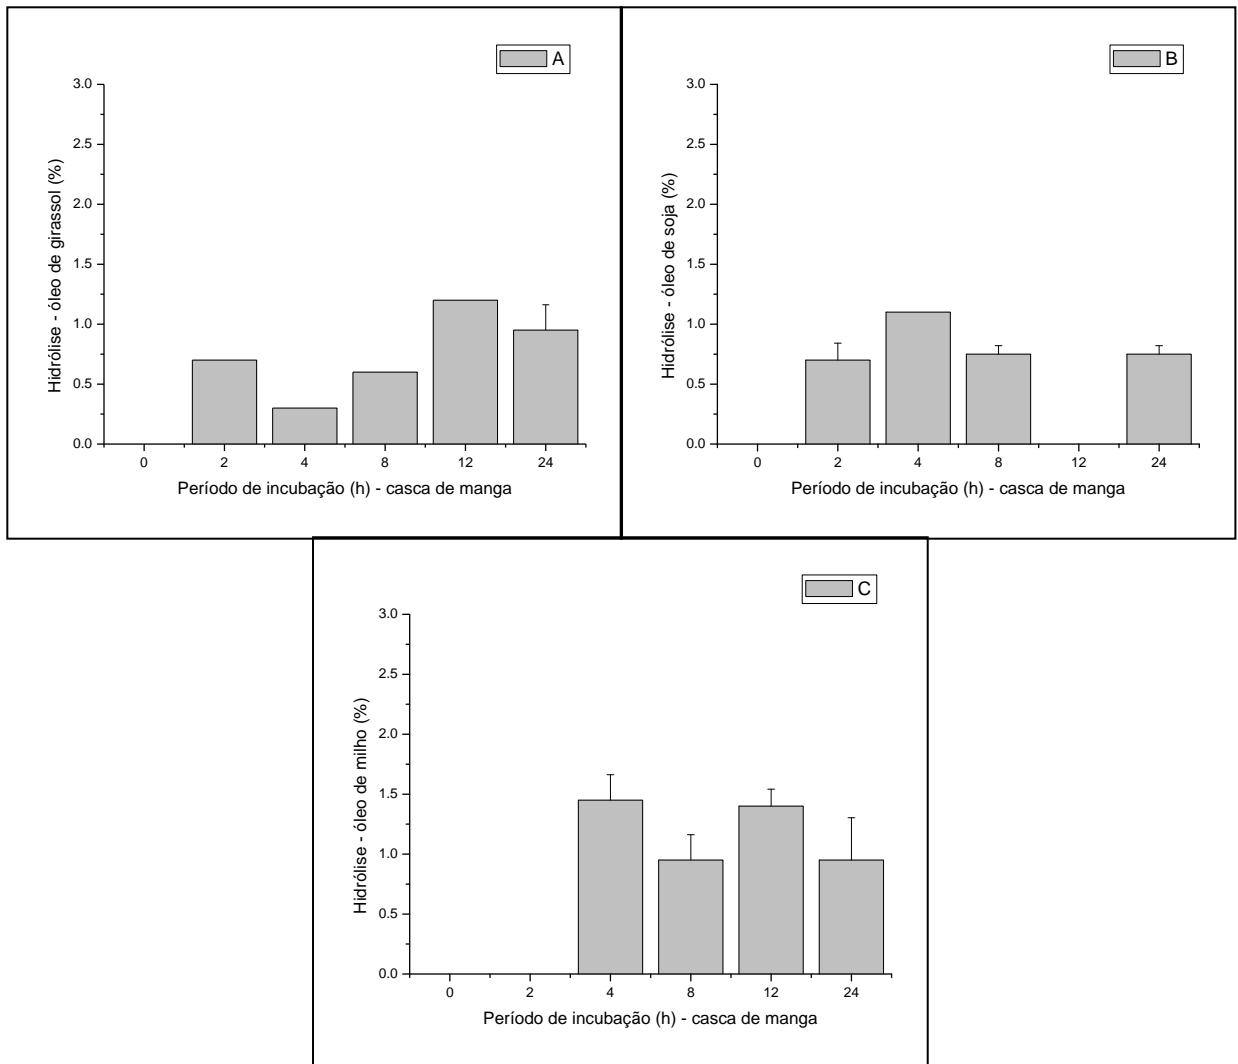 A
3.0
2.5
2.0
1.5
1.0
0.5
0.0
Hidrólise - óleo de girassol (%)
0 2 4 8 12 24
Período de incubação (h) - casca de manga
B
3.0
2.5
2.0
1.5
1.0
0.5
0.0
Hidrólise - óleo de soja (%)
0 2 4 8 12 24
Período de incubação (h) - casca de manga
C
3.0
2.5
2.0
1.5
1.0
0.5
0.0
Hidrólise - óleo de milho (%)
0 2 4 8 12 24
Período de incubação (h) - casca de manga